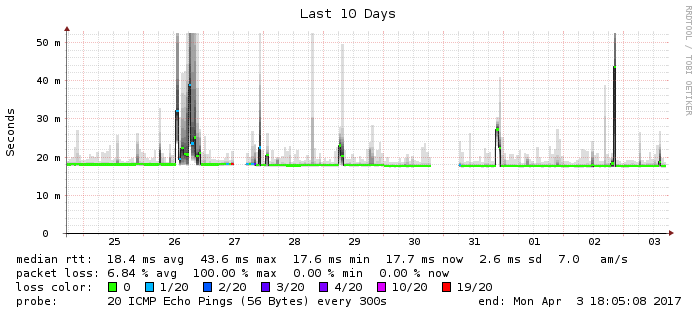 Last 10 Days
RRDTOOL / TOBI OETIKER
Seconds
50 m
40 m
30 m
20 m
10 m
0
25 26 27 28 29 30 31 01 02 03
median rtt: 18.4 ms avg 43.6 ms max 17.6 ms min 17.7 ms now 2.6 ms sd 7.0 am/s
packet loss: 6.84 % avg 100.00 % max 0.00 % min 0.00 % now
loss color: 0 1/20 2/20 3/20 4/20 10/20 19/20
probe: 20 ICMP Echo Pings (56 Bytes) every 300s end: Mon Apr 3 18:05:08 2017